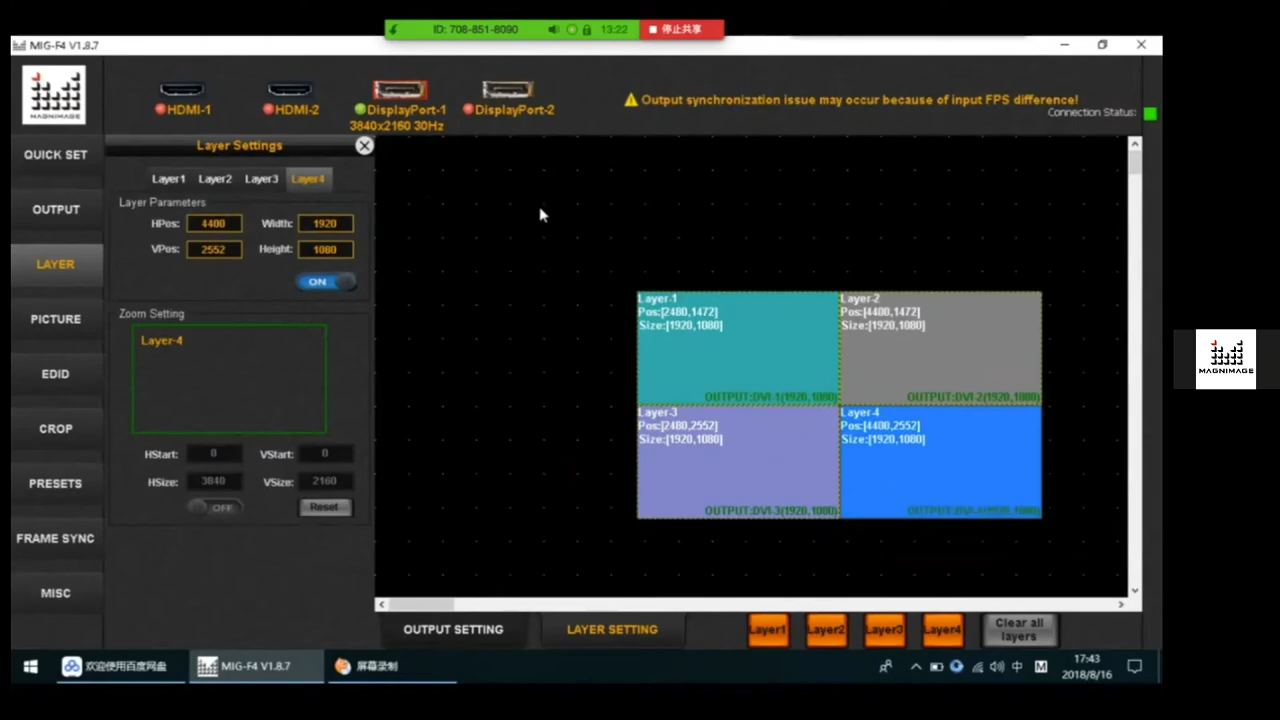 ID: 708-851-8090
13:22
停止共享
MIG-F4 V1.8.7
MAGNIMAGE
HDMI-1
HDMI-2
DisplayPort-1
3840x2160 30Hz
DisplayPort-2
Output synchronization issue may occur because of input FPS difference!
Connection Status:
QUICK SET
OUTPUT
LAYER
PICTURE
EDID
CROP
PRESETS
FRAME SYNC
MISC
Layer Settings
Layer1 Layer2 Layer3 Layer4
Layer Parameters
HPos: 4400 Width: 1920
VPos: 2552 Height: 1080
ON
Zoom Setting
Layer-4
HStart: 0 VStart: 0
HSize: 3840 VSize: 2160
OFF Reset
Layer-1
Pos:[2480,1472]
Size:[1920,1080]
OUTPUT:DVI-1(1920,1080)
Layer-2
Pos:[4400,1472]
Size:[1920,1080]
OUTPUT:DVI-2(1920,1080)
Layer-3
Pos:[2480,2552]
Size:[1920,1080]
OUTPUT:DVI-3(1920,1080)
Layer-4
Pos:[4400,2552]
Size:[1920,1080]
MAGNIMAGE
OUTPUT SETTING
LAYER SETTING
Layer1
Layer2
Layer3
Layer4
Clear all
layers
欢迎使用百度网盘
MIG-F4 V1.8.7
屏幕录制
中
M
17:43
2018/8/16